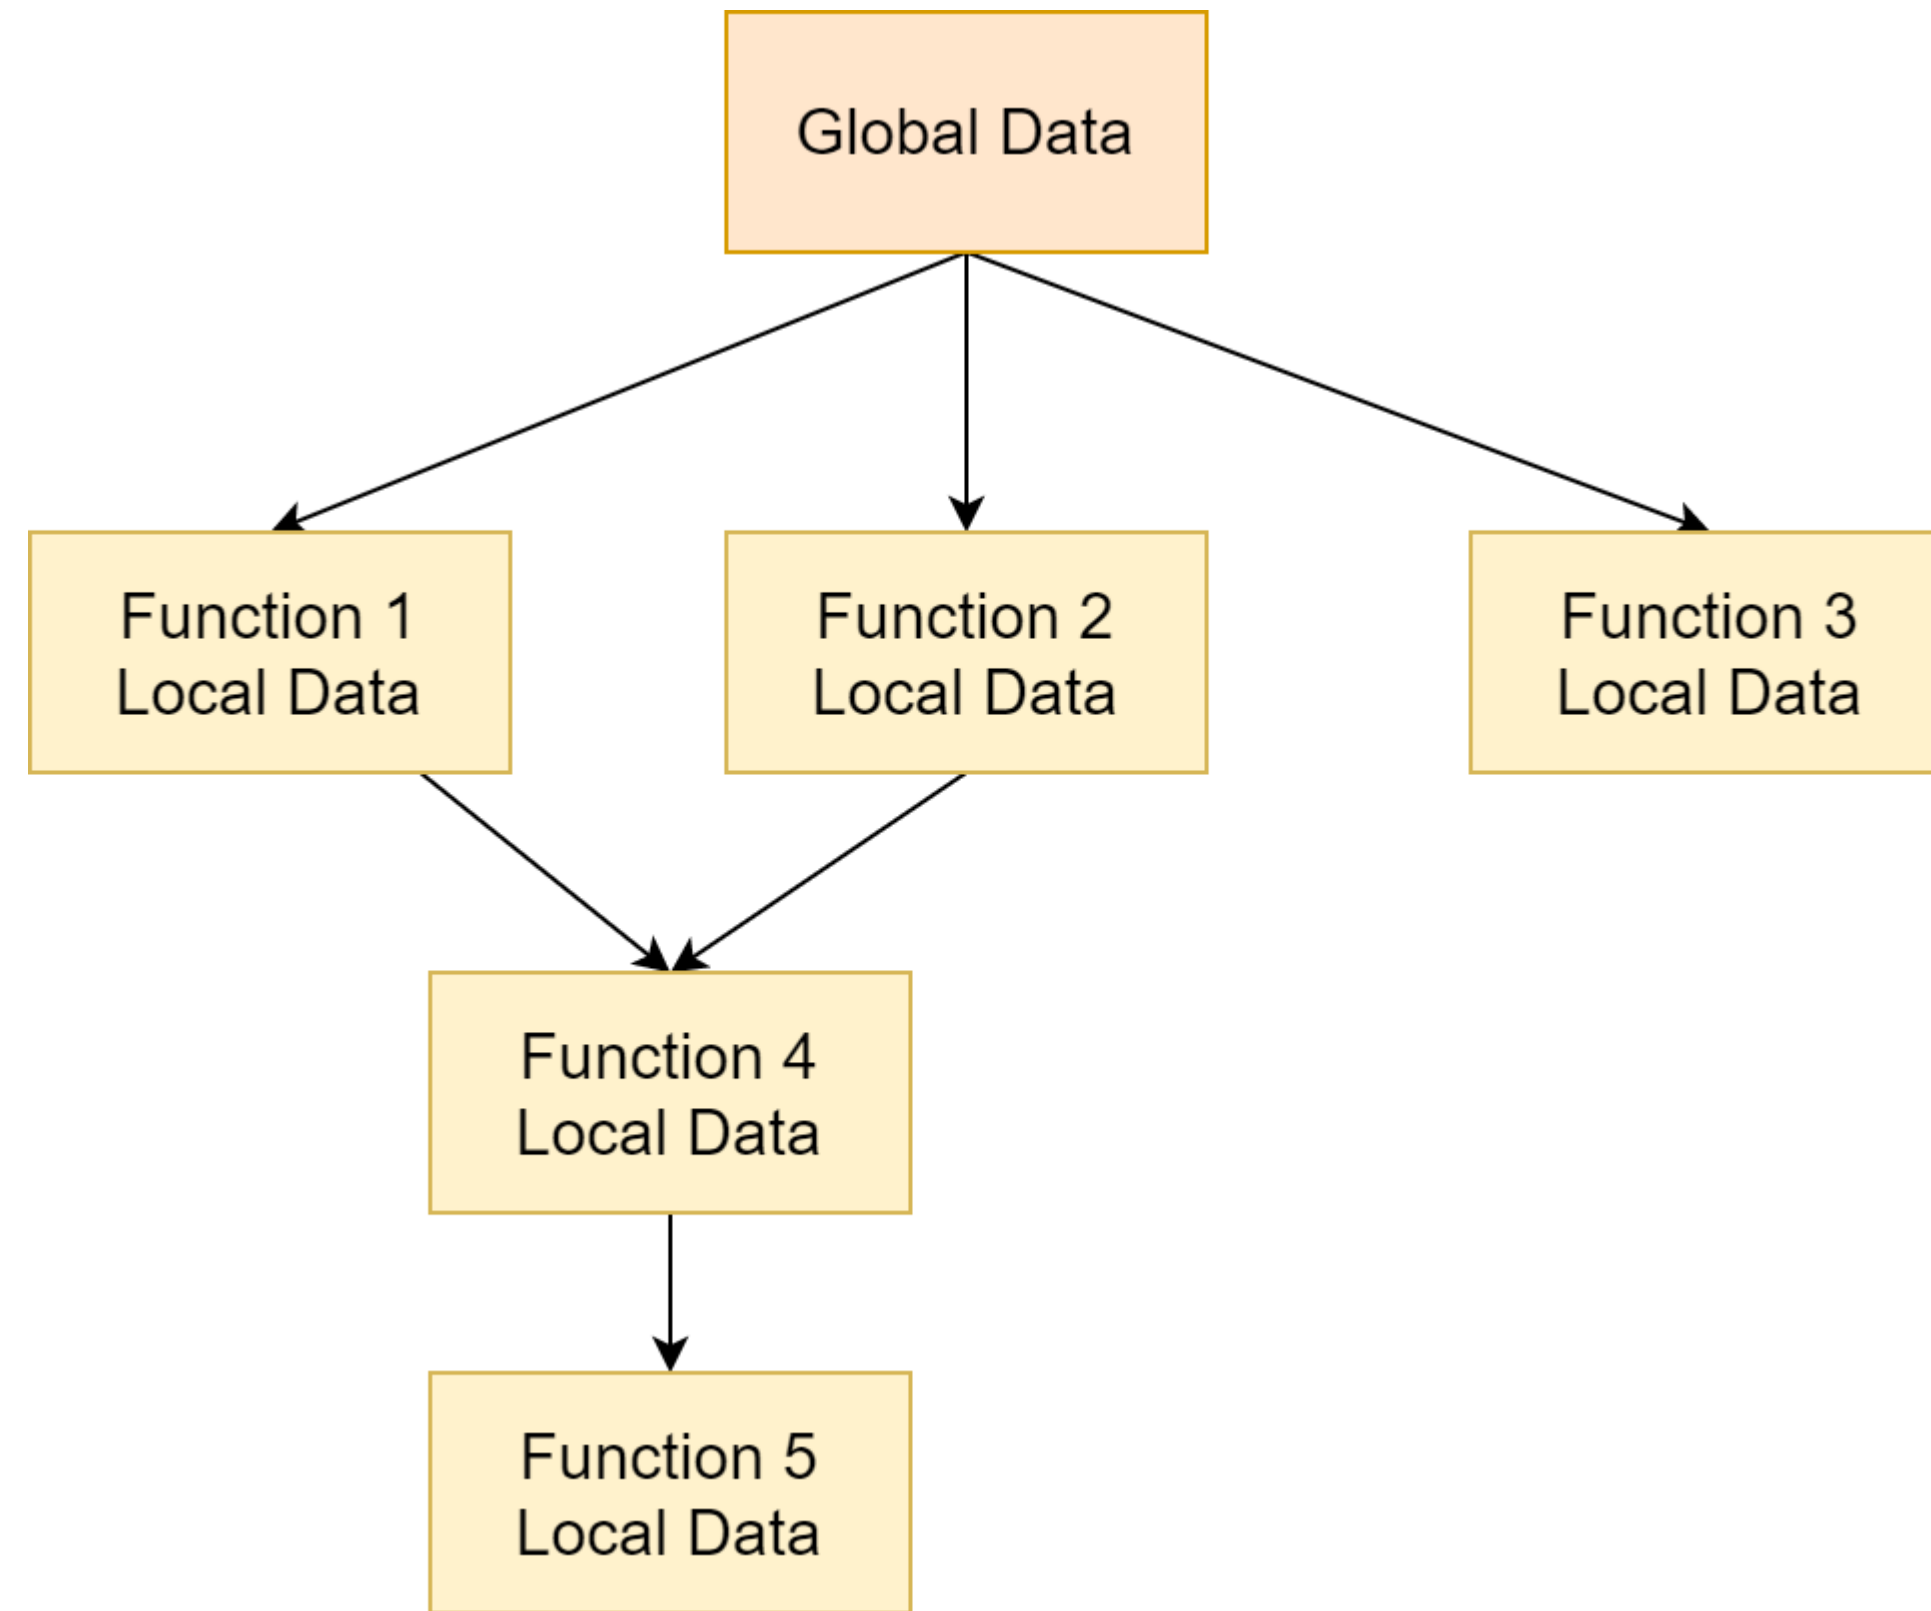 Global Data
Function 1
Local Data
Function 2
Local Data
Function 3
Local Data
Function 4
Local Data
Function 5
Local Data